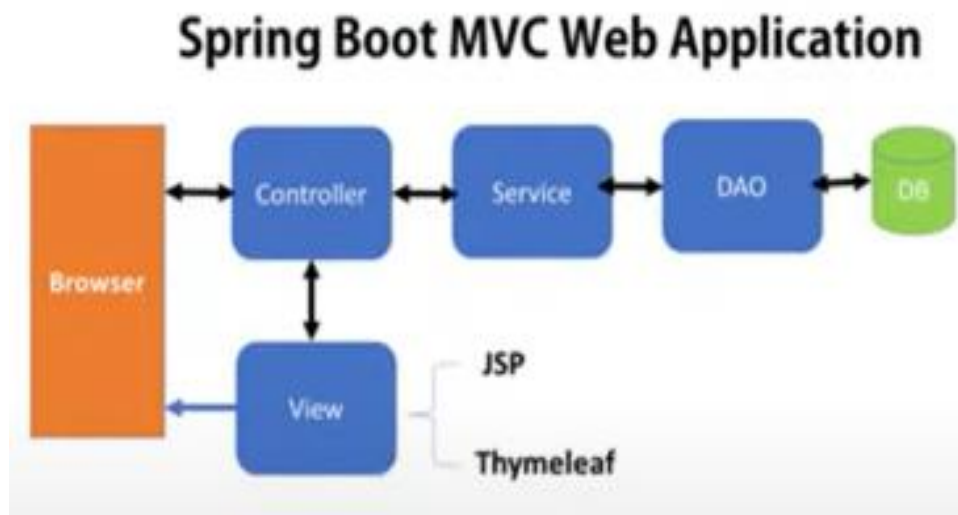 Spring Boot MVC Web Application
Controller
Service
DAO
DB
Browser
View
JSP
Thymeleaf